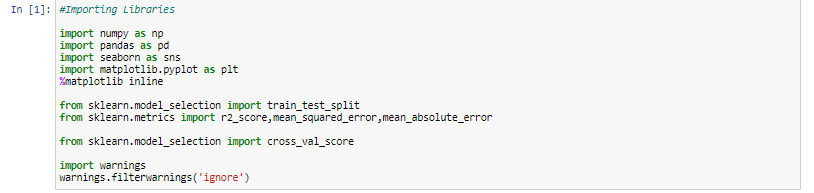 In [1]: #Importing Libraries
import numpy as np
import pandas as pd
import seaborn as sns
import matplotlib.pyplot as plt
%matplotlib inline
from sklearn.model_selection import train_test_split
from sklearn.metrics import r2_score,mean_squared_error,mean_absolute_error
from sklearn.model_selection import cross_val_score
import warnings
warnings.filterwarnings('ignore')